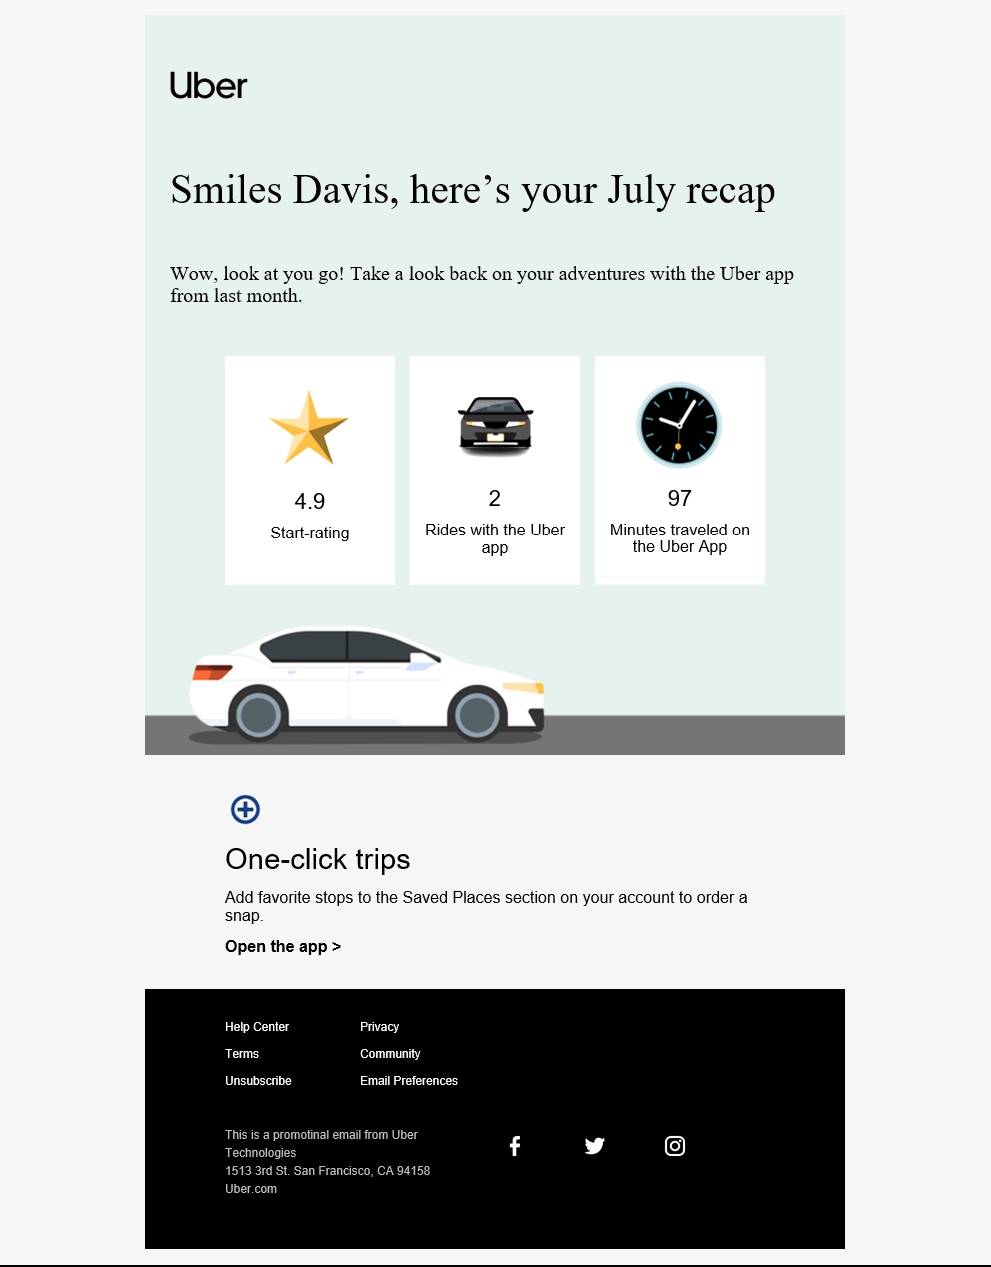 Uber
Smiles Davis, here’s your July recap
Wow, look at you go! Take a look back on your adventures with the Uber app
from last month.
4.9
Start-rating
2
Rides with the Uber
app
97
Minutes traveled on
the Uber App
One-click trips
Add favorite stops to the Saved Places section on your account to order a
snap.
Open the app >
Help Center
Privacy
Terms
Community
Unsubscribe
Email Preferences
This is a promotinal email from Uber
Technologies
1513 3rd St. San Francisco, CA 94158
Uber.com